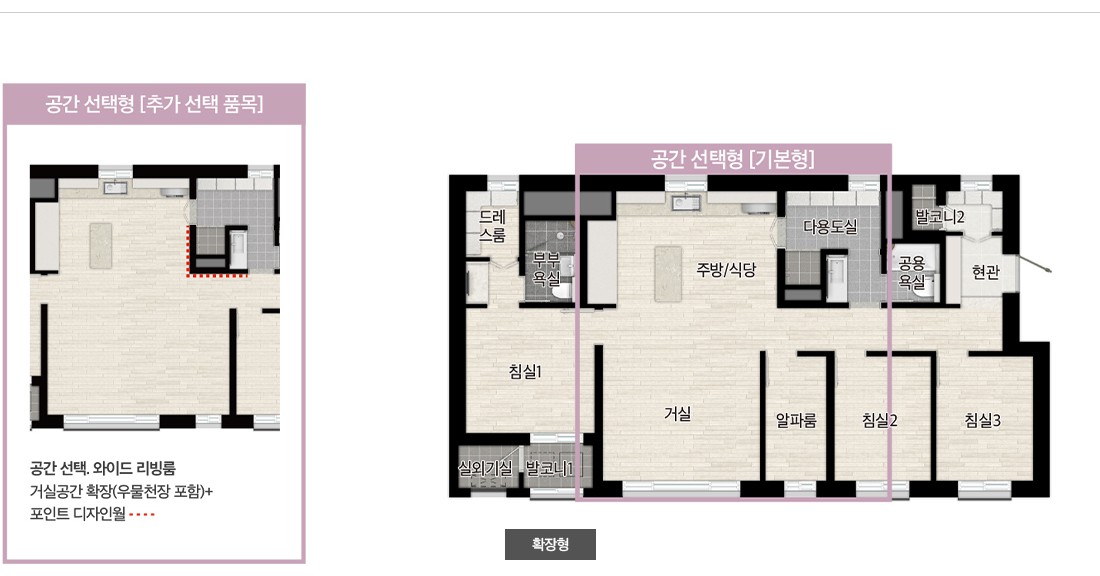 공간 선택형 [추가 선택 품목]
공간 선택. 와이드 리빙룸
거실공간 확장(우물천장 포함)+
포인트 디자인월
공간 선택형 [기본형]
드레
스룸
부부
욕실
주방/식당
다용도실
발코니2
공용
욕실
현관
침실1
거실
알파룸
침실2
침실3
실외기실
발코니1
확장형